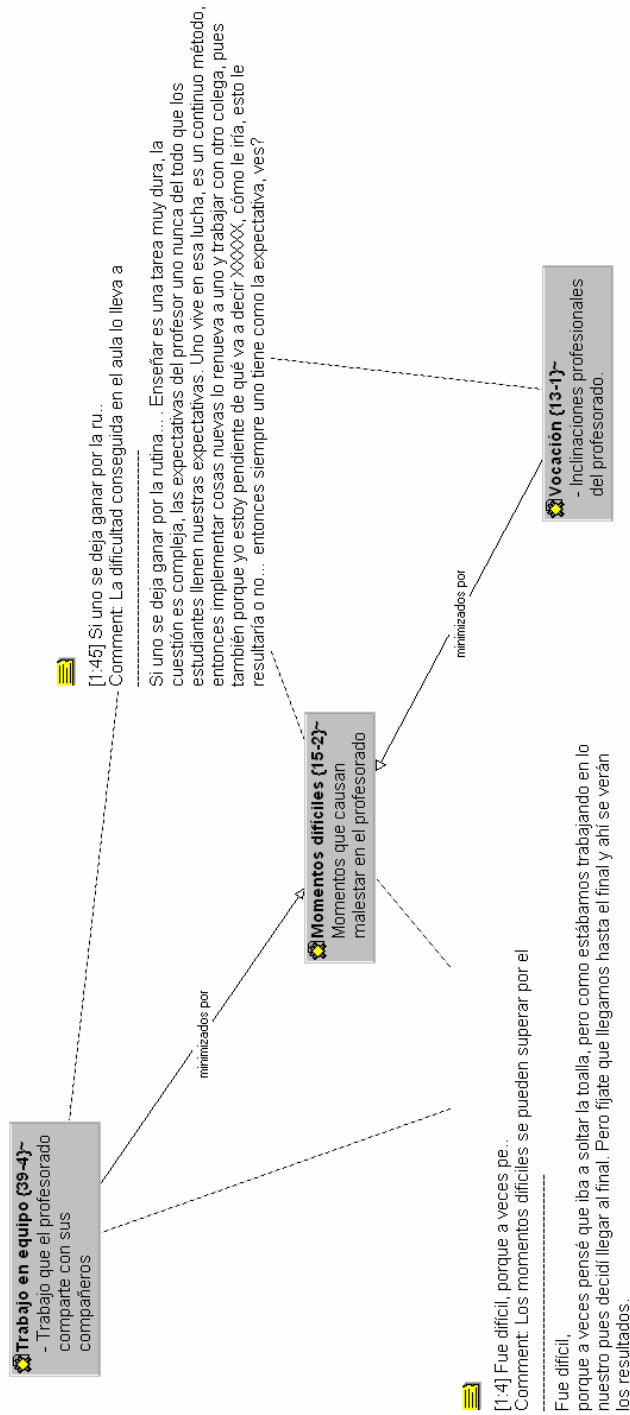 Trabajo en equipo {39-4}~
- Trabajo que el profesorado
comparte con sus
compañeros
[1:45] Si uno se deja ganar por la ru..
Comment: La dificultad conseguida en el aula lo lleva a
Si uno se deja ganar por la rutina.... . Enseñar es una tarea muy dura, la
cuestión es compleja, las expectativas del profesor uno nunca del todo que los
estudiantes llenen nuestras expectativas. Uno vive en esa lucha, es un continuo método,
entonces implementar cosas nuevas lo renueva a uno y trabajar con otro colega, pues
también porque yo estoy pendiente de qué va a decir XXXXX, cómo le iría, esto le
resultaría o no... entonces siempre uno tiene como la expectativa, ves?
minimizados por
Momentos difíciles {15-2}~
Momentos que causan
malestar en el profesorado
minimizados por
Vocación {13-1}~
- Inclinaciones profesionales
del profesorado.
[1:4] Fue difícil, porque a veces pe..
Comment: Los momentos difíciles se pueden superar por el
Fue difícil,
porque a veces pensé que iba a soltar la toalla, pero como estábamos trabajando en lo
nuestro pues decidí llegar al final. Pero fíjate que llegamos hasta el final y ahí se verán
los resultados.